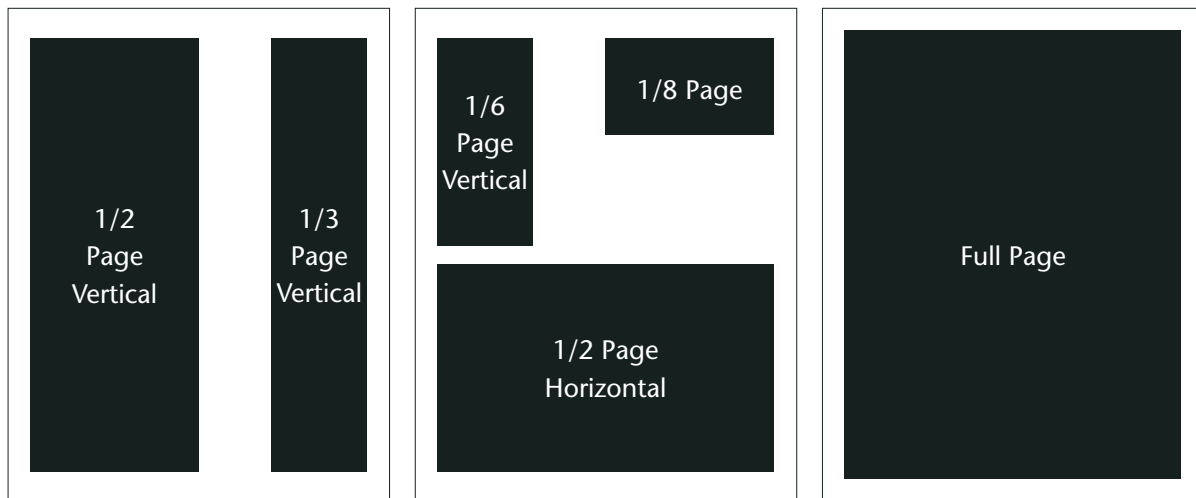 1/2
Page
Vertical
1/3
Page
Vertical
1/6
Page
Vertical
1/8 Page
1/2 Page
Horizontal
Full Page